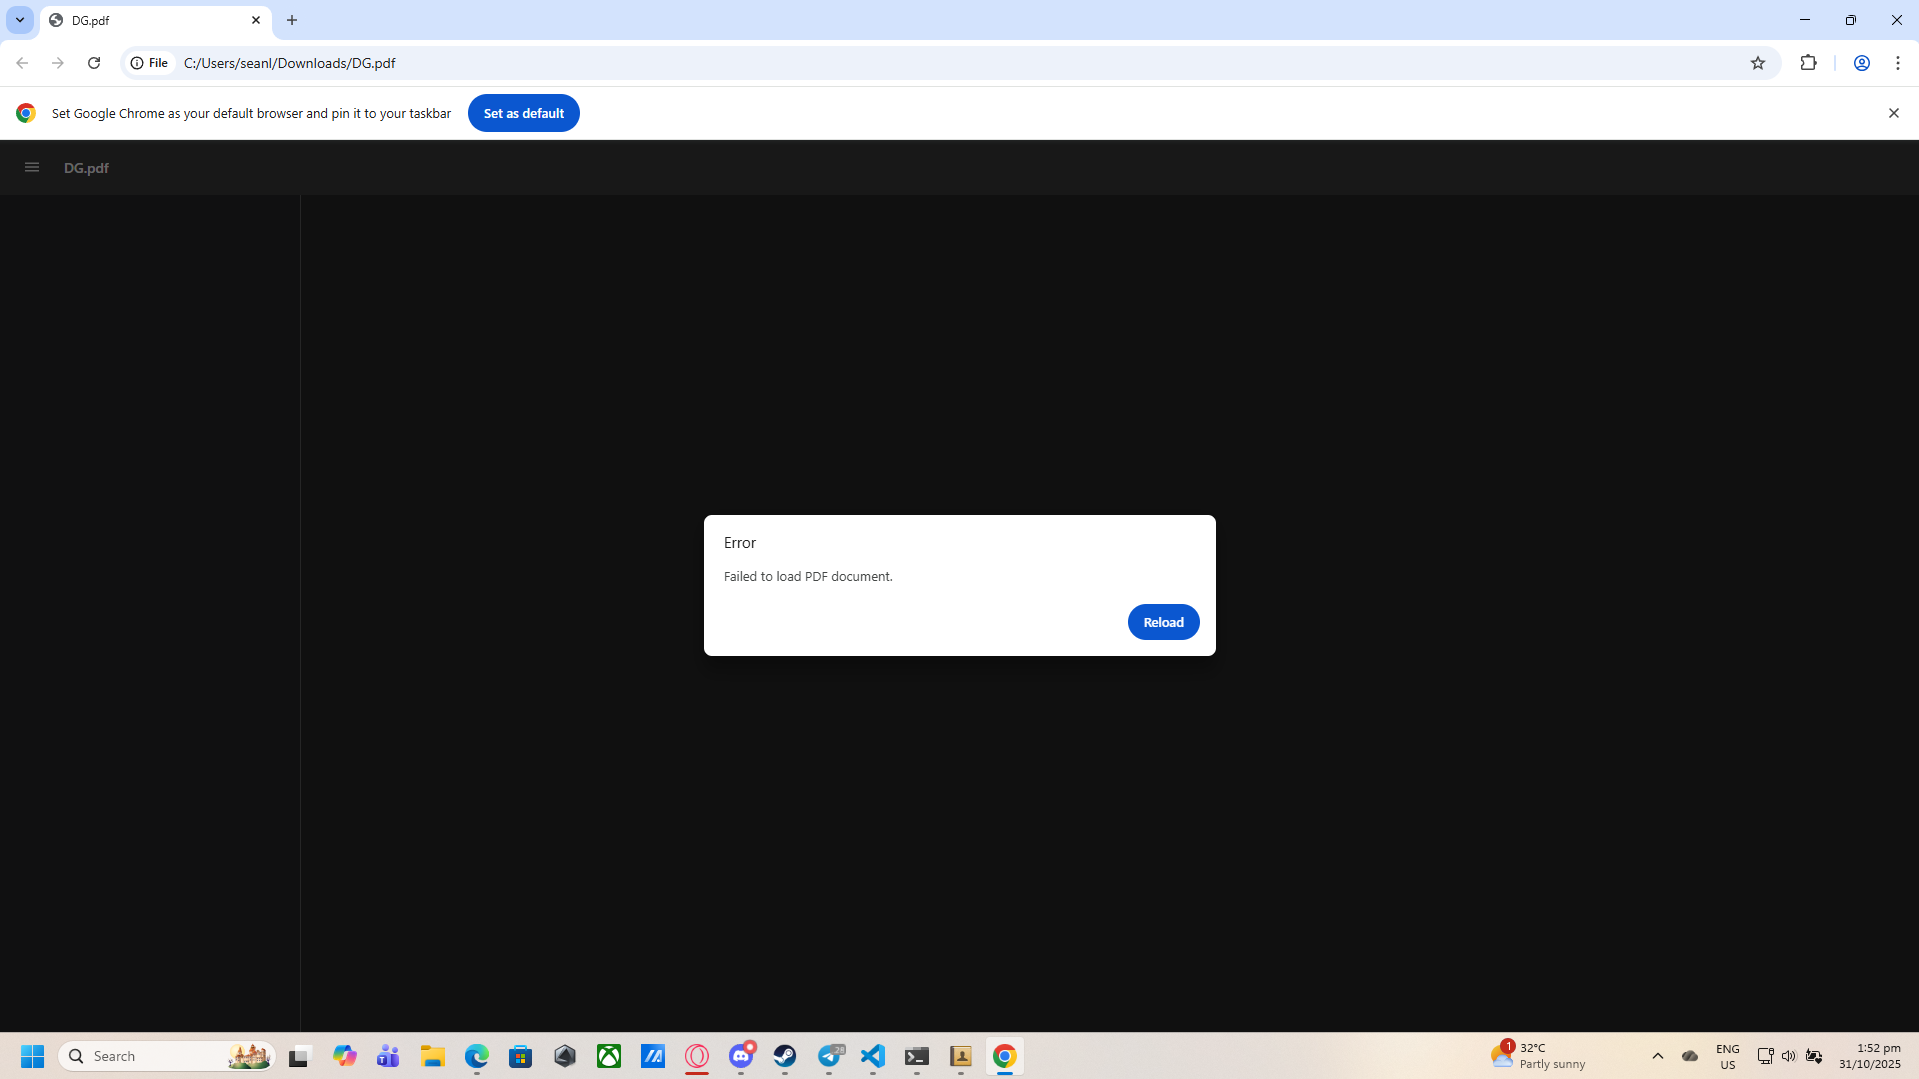 DG.pdf
File
C:/Users/seanl/Downloads/DG.pdf
Set Google Chrome as your default browser and pin it to your taskbar
Set as default
DG.pdf
Error
Failed to load PDF document.
Reload
Search
28
1
32°C
Partly sunny
ENG
US
1:52 pm
31/10/2025